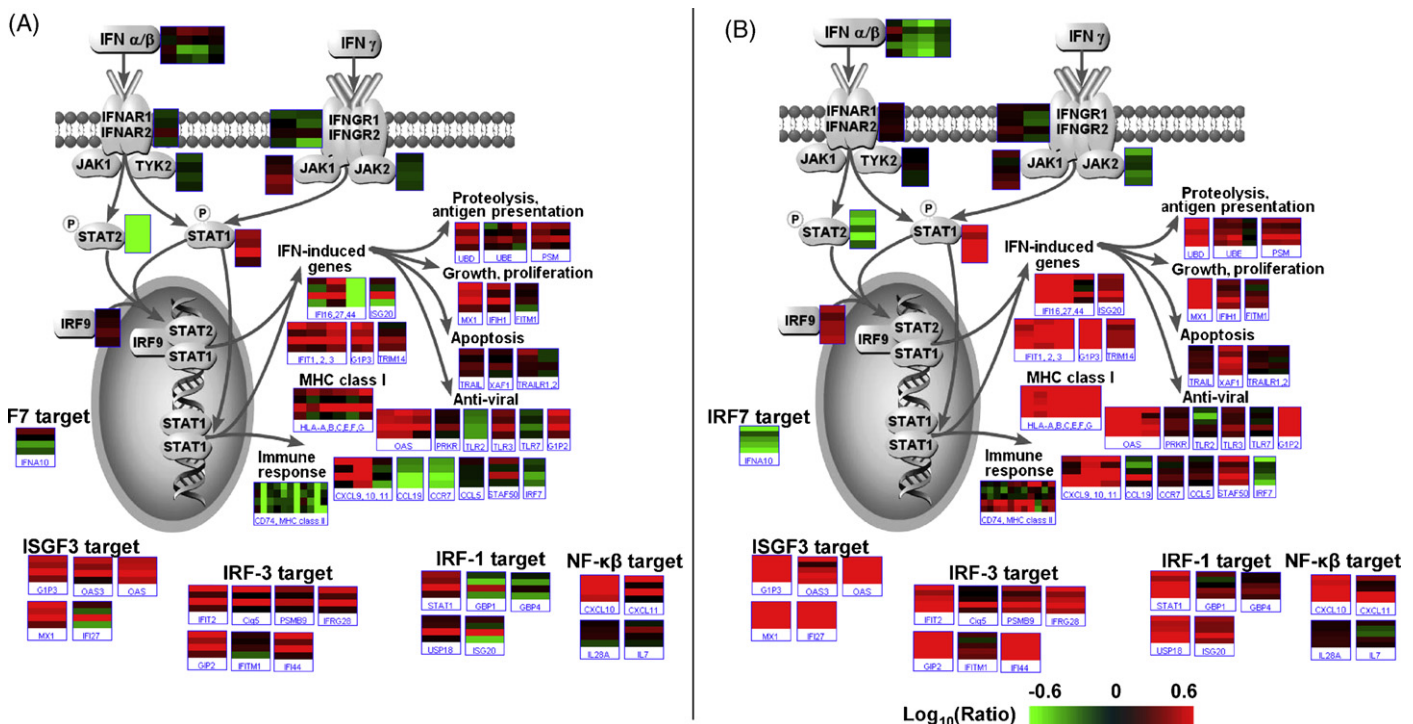 (A)
IFN α/β
IFN γ
IFNAR1
IFNAR2
IFNGR1
IFNGR2
JAK1
TYK2
JAK1
JAK2
P
STAT2
P
STAT1
IRF9
IRF9
STAT2
STAT1
STAT1
STAT1
Proteolysis,
antigen presentation
UBD
UBE
PSM
IFN-induced
genes
IFI16,27,44
ISG20
IFIT1, 2, 3
G1P3
TRIM14
Growth, proliferation
MX1
IFIH1
FITM1
Apoptosis
TRAIL
XAF1
TRAILR1,2
MHC class I
HLA-A,B,C,E,F,G
Anti-viral
OAS
PRKR
TLR2
TLR3
TLR7
G1P2
F7 target
IFNA10
Immune
response
CD74, MHC class II
CXCL9, 10, 11
CCL19
CCR7
CCL5
STAF50
IRF7
ISGF3 target
G1P3
OAS3
OAS
MX1
IFI27
IRF-3 target
IFIT2
Ciq5
PSMB9
IFRG28
GIP2
IFITM1
IFI44
IRF-1 target
STAT1
GBP1
GBP4
USP18
ISG20
NF-κβ target
CXCL10
CXCL11
IL28A
IL7
(B)
IFN α/β
IFN γ
IFNAR1
IFNAR2
IFNGR1
IFNGR2
JAK1
TYK2
JAK1
JAK2
P
STAT2
P
STAT1
IRF9
IRF9
STAT2
STAT1
STAT1
STAT1
Proteolysis,
antigen presentation
UBD
UBE
PSM
IFN-induced
genes
IFI16,27,44
ISG20
IFIT1, 2, 3
G1P3
TRIM14
Growth, proliferation
MX1
IFIH1
FITM1
Apoptosis
TRAIL
XAF1
TRAILR1,2
MHC class I
HLA-A,B,C,E,F,G
Anti-viral
OAS
PRKR
TLR2
TLR3
TLR7
G1P2
IRF7 target
IFNA10
Immune
response
CD74, MHC class II
CXCL9, 10, 11
CCL19
CCR7
CCL5
STAF50
IRF7
ISGF3 target
G1P3
OAS3
OAS
MX1
IFI27
IRF-3 target
IFIT2
Ciq5
PSMB9
IFRG28
GIP2
IFITM1
IFI44
IRF-1 target
STAT1
GBP1
GBP4
USP18
ISG20
NF-κβ target
CXCL10
CXCL11
IL28A
IL7
-0.6 0 0.6
Log10(Ratio)